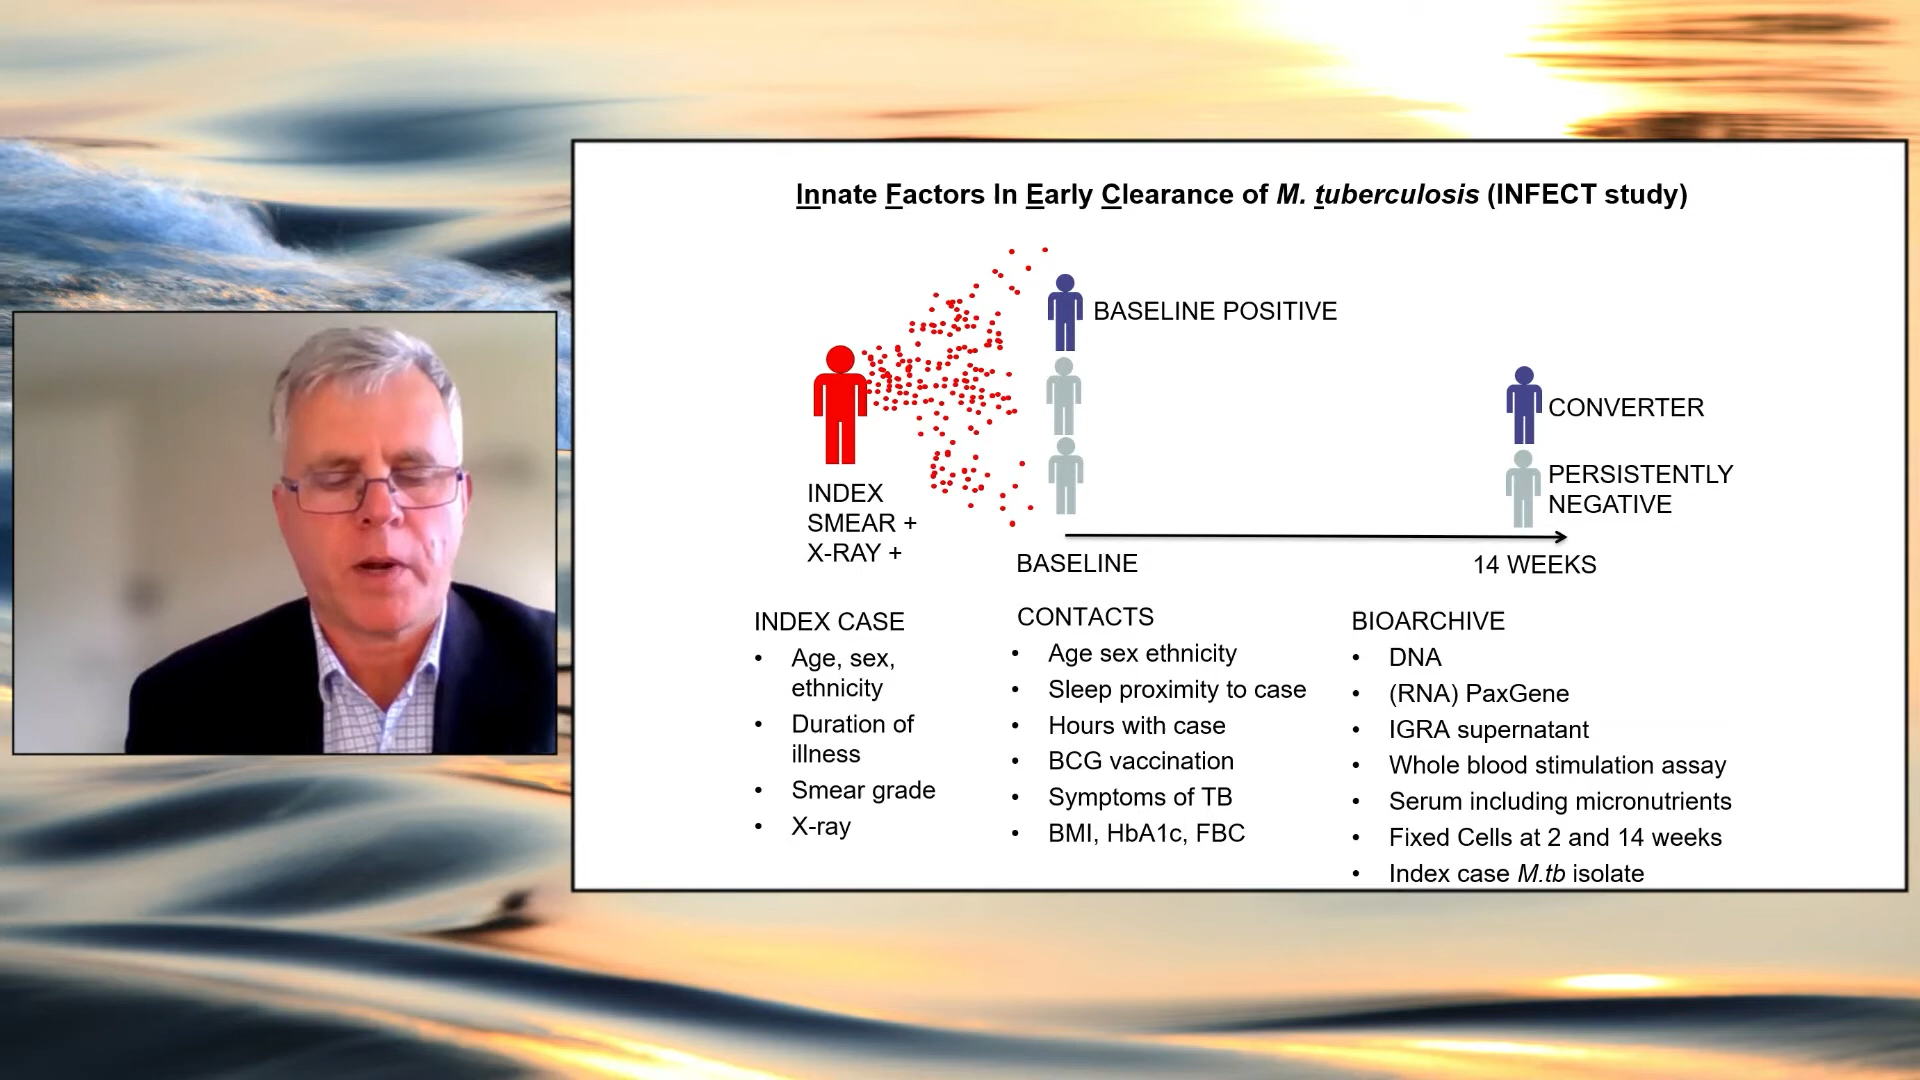 Innate Factors In Early Clearance of M. tuberculosis (INFECT study)
BASELINE POSITIVE
CONVERTER
PERSISTENTLY
NEGATIVE
INDEX
SMEAR +
X-RAY +
BASELINE
14 WEEKS
INDEX CASE
• Age, sex,
ethnicity
• Duration of
illness
• Smear grade
• X-ray
CONTACTS
• Age sex ethnicity
• Sleep proximity to case
• Hours with case
• BCG vaccination
• Symptoms of TB
• BMI, HbA1c, FBC
BIOARCHIVE
• DNA
• (RNA) PaxGene
• IGRA supernatant
• Whole blood stimulation assay
• Serum including micronutrients
• Fixed Cells at 2 and 14 weeks
• Index case M.tb isolate